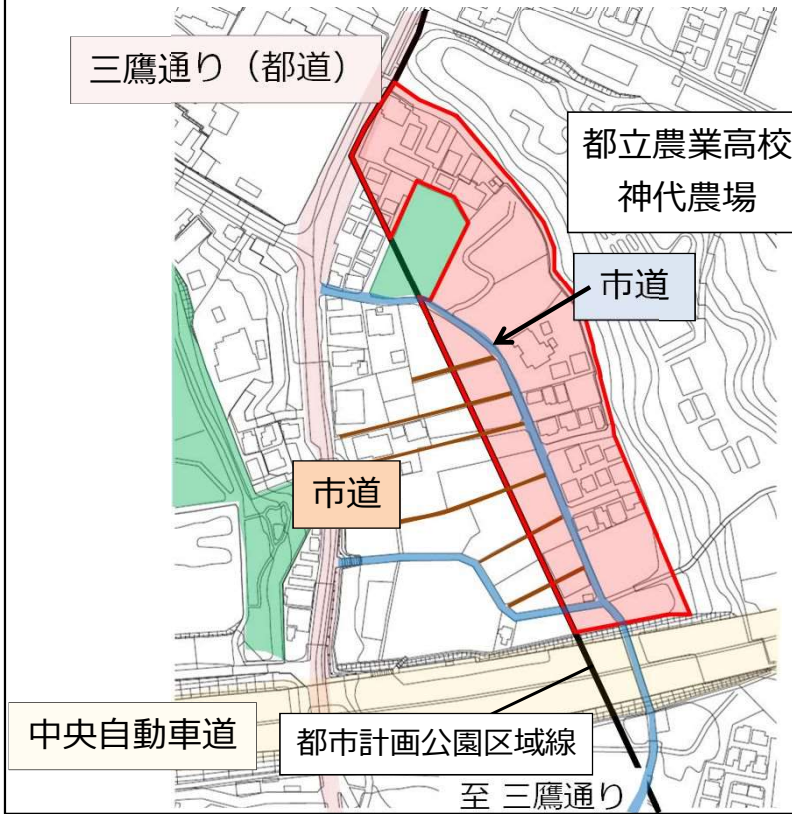 三鷹通り（都道）
都立農業高校
神代農場
市道
市道
中央自動車道
都市計画公園区域線
至 三鷹通り